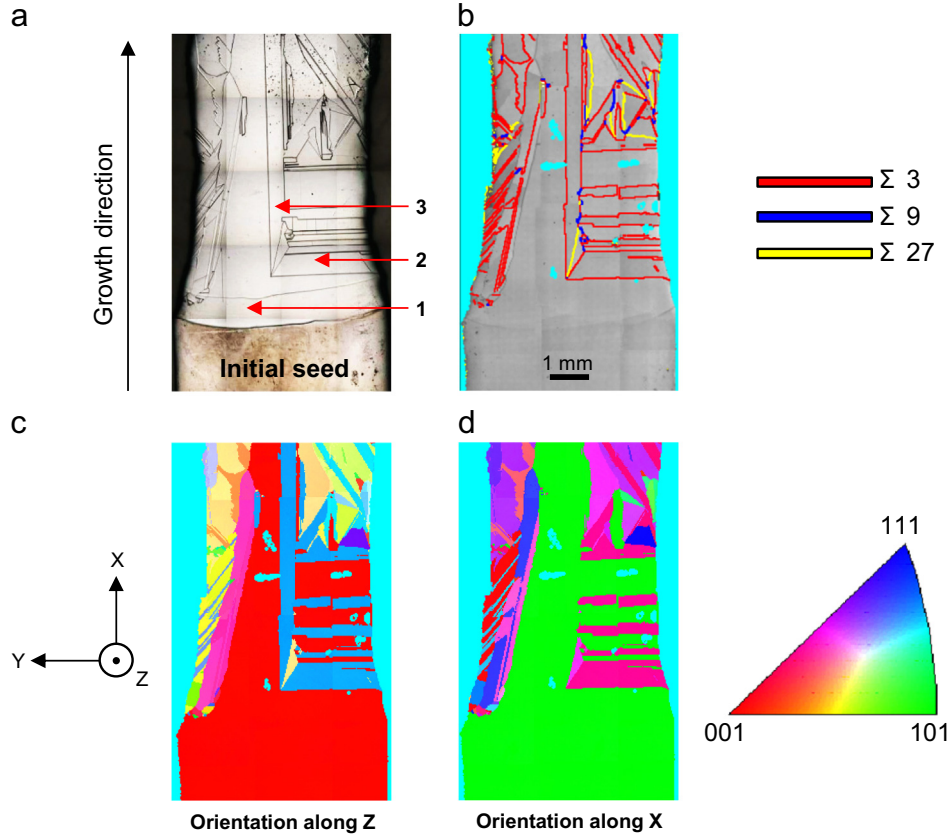 a
b
Growth direction
3
2
1
Initial seed
1 mm
Σ 3
Σ 9
Σ 27
c
d
X
Y
Z
111
001
101
Orientation along Z
Orientation along X